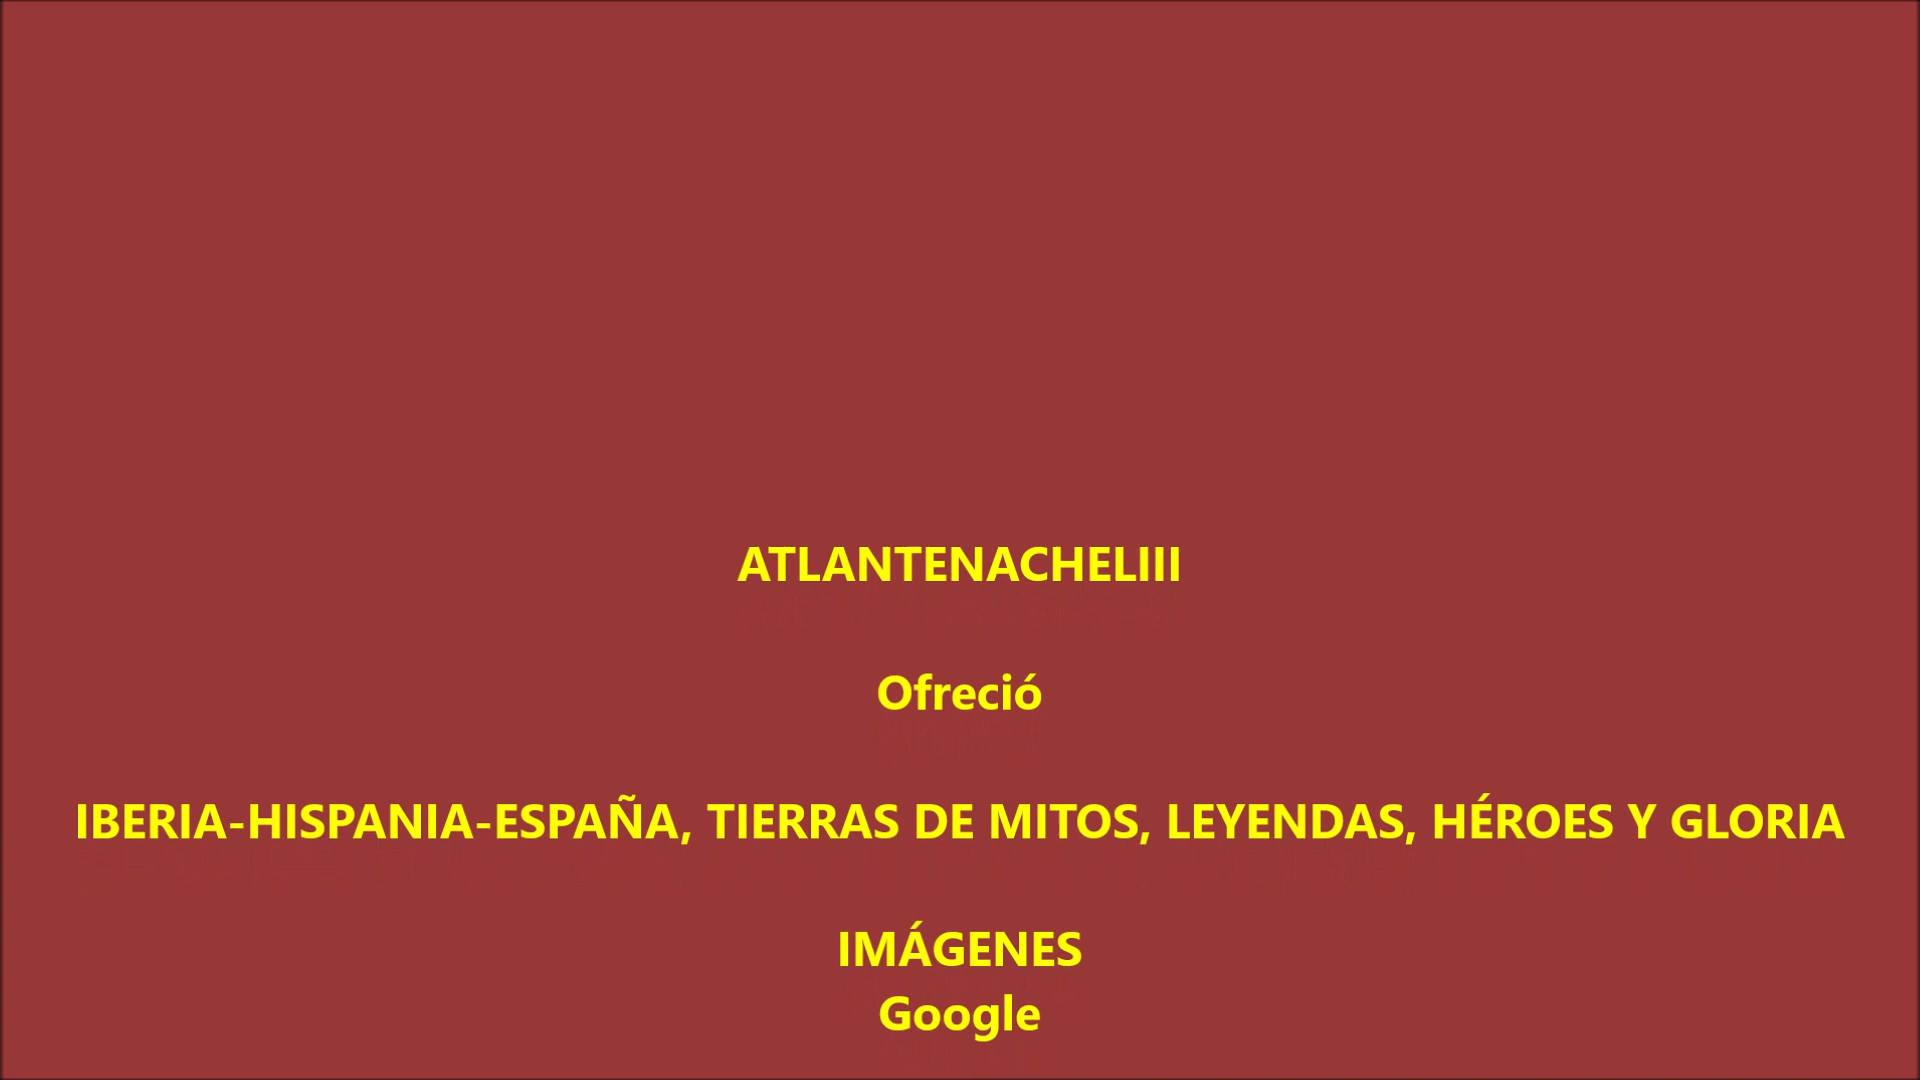 ATLANTENACHELIII
Ofreció
IBERIA-HISPANIA-ESPAÑA, TIERRAS DE MITOS, LEYENDAS, HÉROES Y GLORIA
IMÁGENES
Google